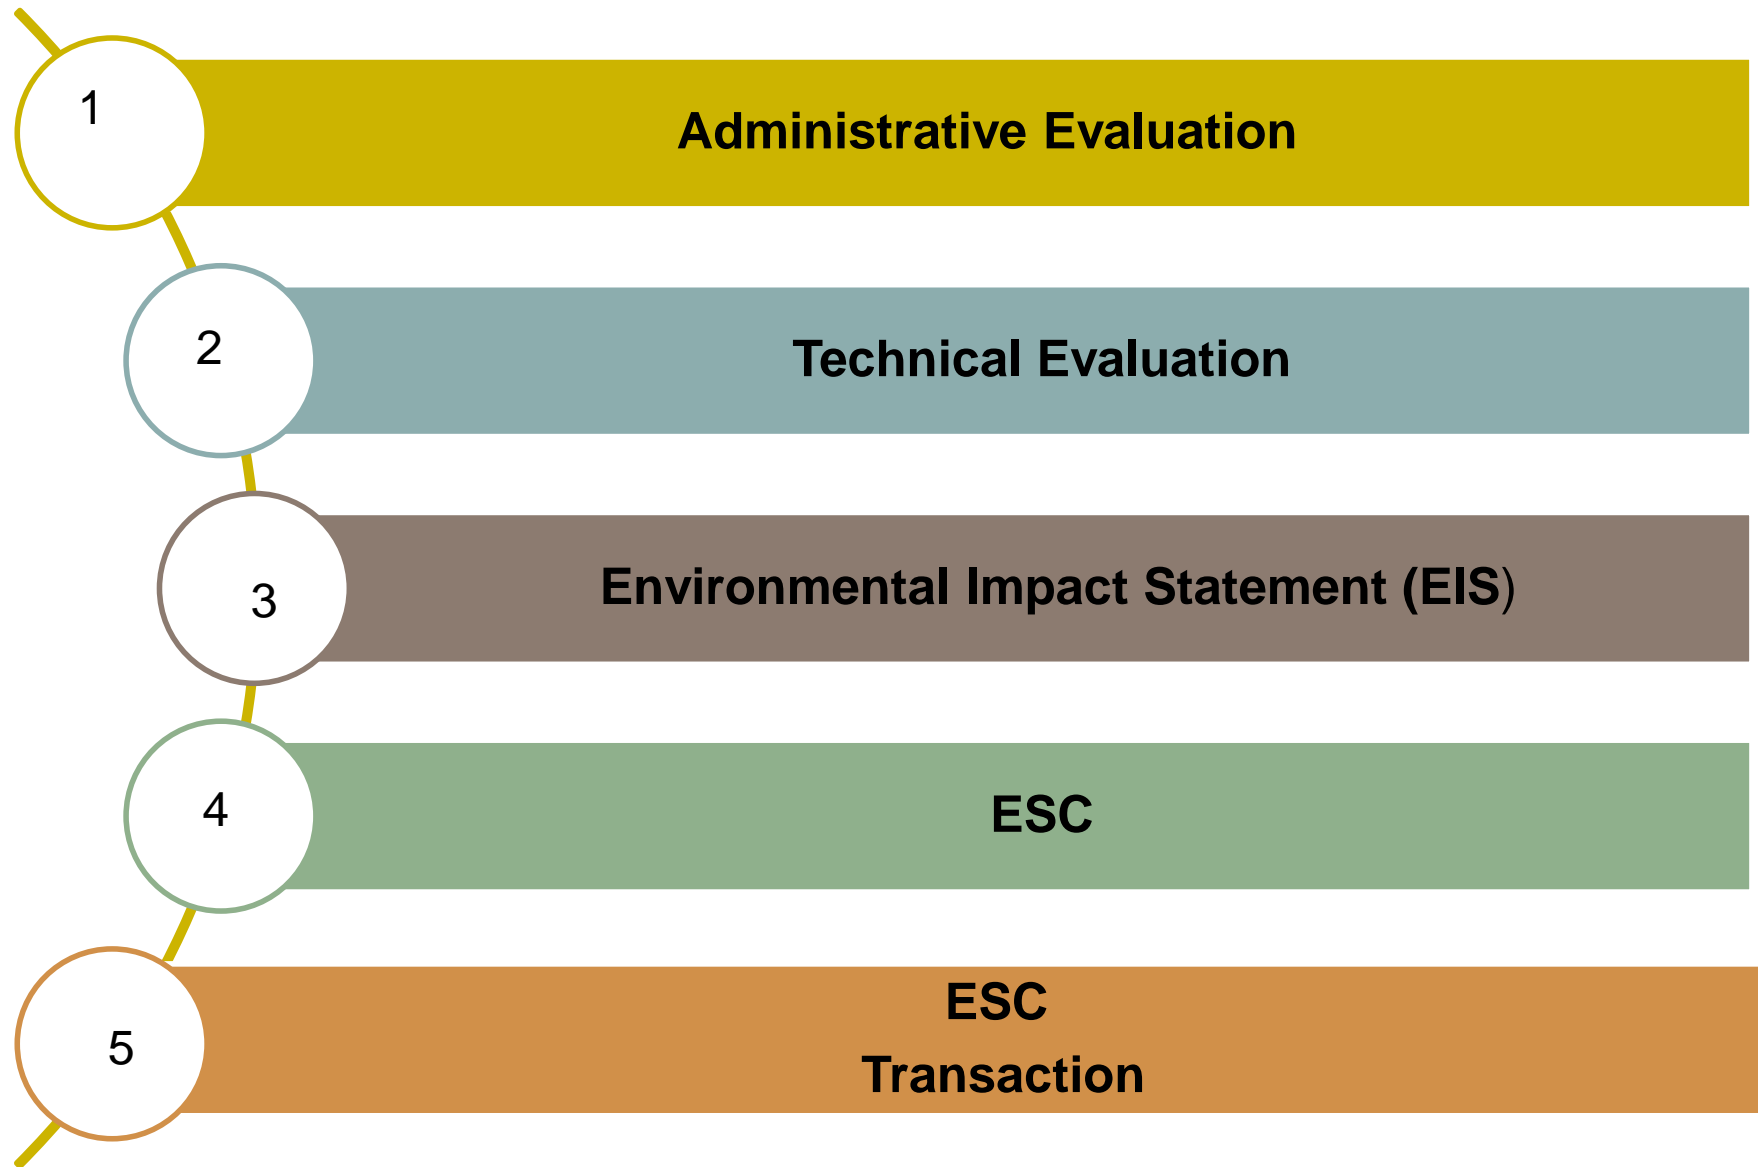 1
Administrative Evaluation
2
Technical Evaluation
3
Environmental Impact Statement (EIS)
4
ESC
5
ESC
Transaction